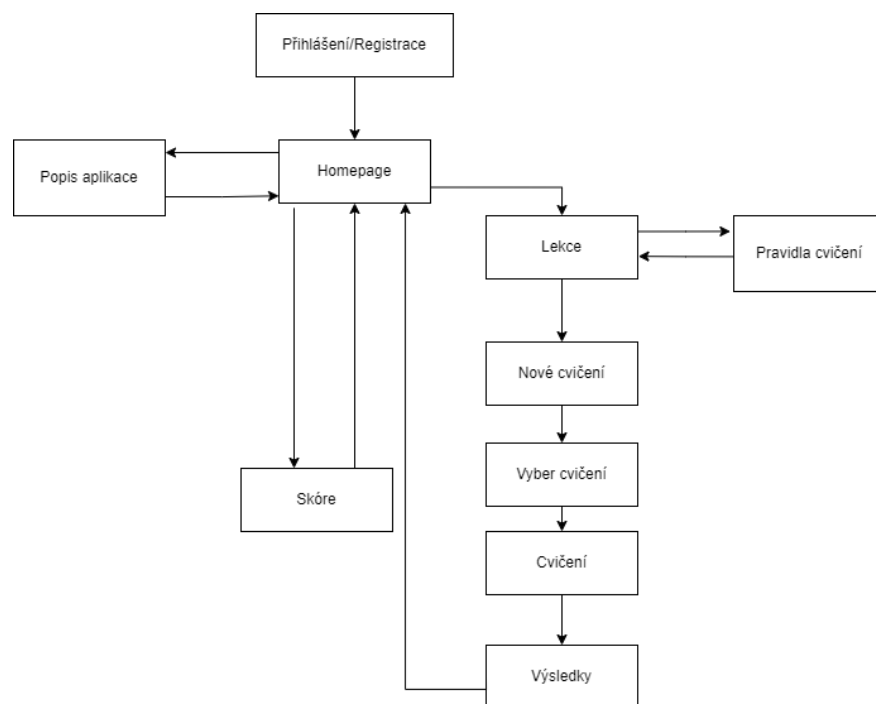 Přihlášení/Registrace
Popis aplikace
Homepage
Lekce
Pravidla cvičení
Nové cvičení
Vyber cvičení
Skóre
Cvičení
Výsledky